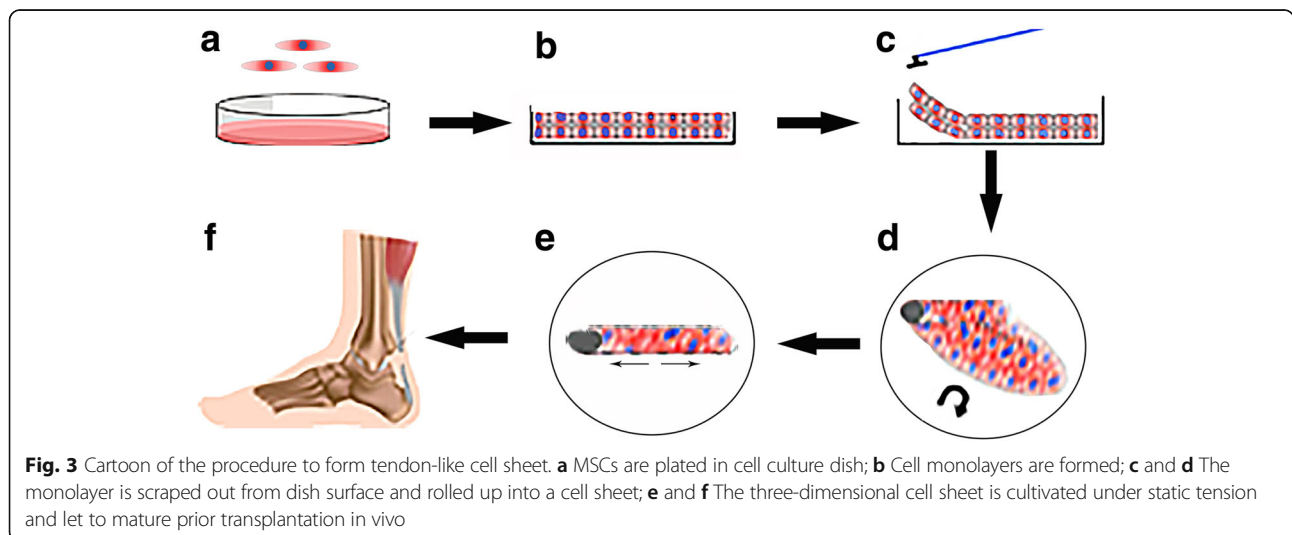 a
b
c
f
e
d
Fig. 3 Cartoon of the procedure to form tendon-like cell sheet. a MSCs are plated in cell culture dish; b Cell monolayers are formed; c and d The
monolayer is scraped out from dish surface and rolled up into a cell sheet; e and f The three-dimensional cell sheet is cultivated under static tension
and let to mature prior transplantation in vivo